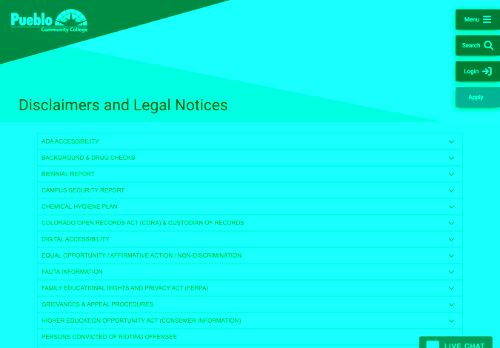 Pueblo
Community College
Menu
Search
Login
Apply
Disclaimers and Legal Notices
ADA ACCESSIBILITY
BACKGROUND & DRUG CHECKS
BIENNIAL REPORT
CAMPUS SECURITY REPORT
CHEMICAL HYGIENE PLAN
COLORADO OPEN RECORDS ACT (CORA) & CUSTODIAN OF RECORDS
DIGITAL ACCESSIBILITY
EQUAL OPPORTUNITY / AFFIRMATIVE ACTION / NON-DISCRIMINATION
FACTA INFORMATION
FAMILY EDUCATIONAL RIGHTS AND PRIVACY ACT (FERPA)
GRIEVANCES & APPEAL PROCEDURES
HIGHER EDUCATION OPPORTUNITY ACT (CONSUMER INFORMATION)
PERSONS CONVICTED OF RIOTING OFFENSES
LIVE CHAT